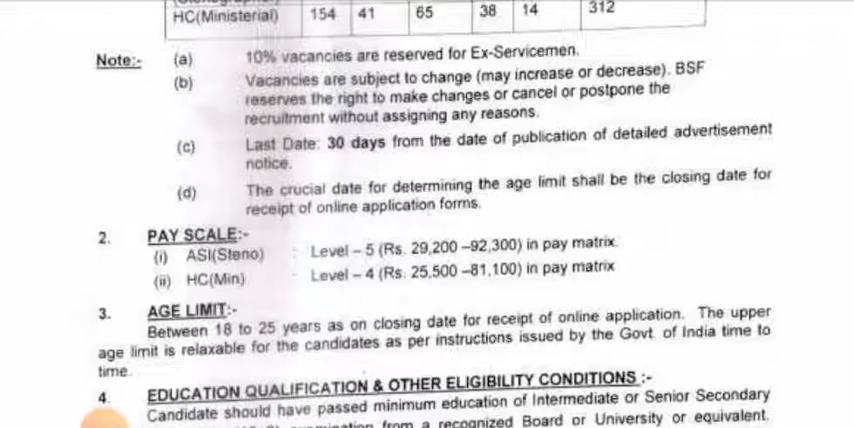 HC(Ministerial) 154 41 65 38 14 312
Note:- (a) 10% vacancies are reserved for Ex-Servicemen.
(b) Vacancies are subject to change (may increase or decrease). BSF
reserves the right to make changes or cancel or postpone the
recruitment without assigning any reasons.
(c) Last Date: 30 days from the date of publication of detailed advertisement
notice.
(d) The crucial date for determining the age limit shall be the closing date for
receipt of online application forms.
2. PAY SCALE:-
(i) ASI(Steno) : Level – 5 (Rs. 29,200 –92,300) in pay matrix.
(ii) HC(Min) : Level – 4 (Rs. 25,500 –81,100) in pay matrix
3. AGE LIMIT:-
Between 18 to 25 years as on closing date for receipt of online application. The upper
age limit is relaxable for the candidates as per instructions issued by the Govt. of India time to
time.
4. EDUCATION QUALIFICATION & OTHER ELIGIBILITY CONDITIONS :-
Candidate should have passed minimum education of Intermediate or Senior Secondary
from a recognized Board or University or equivalent.